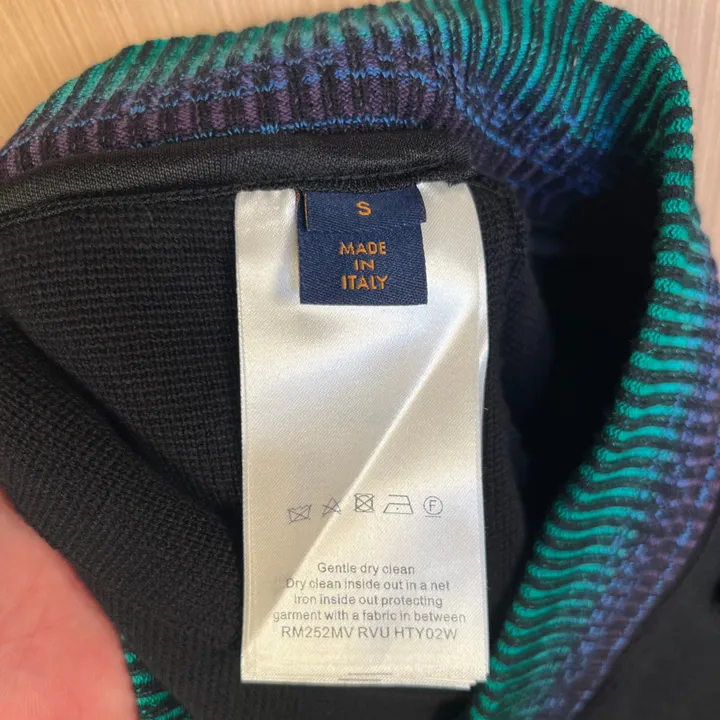 S
MADE
IN
ITALY
F
Gentle dry clean
Dry clean inside out in a net
Iron inside out protecting
garment with a fabric in between
RM252MV RVU HTY02W